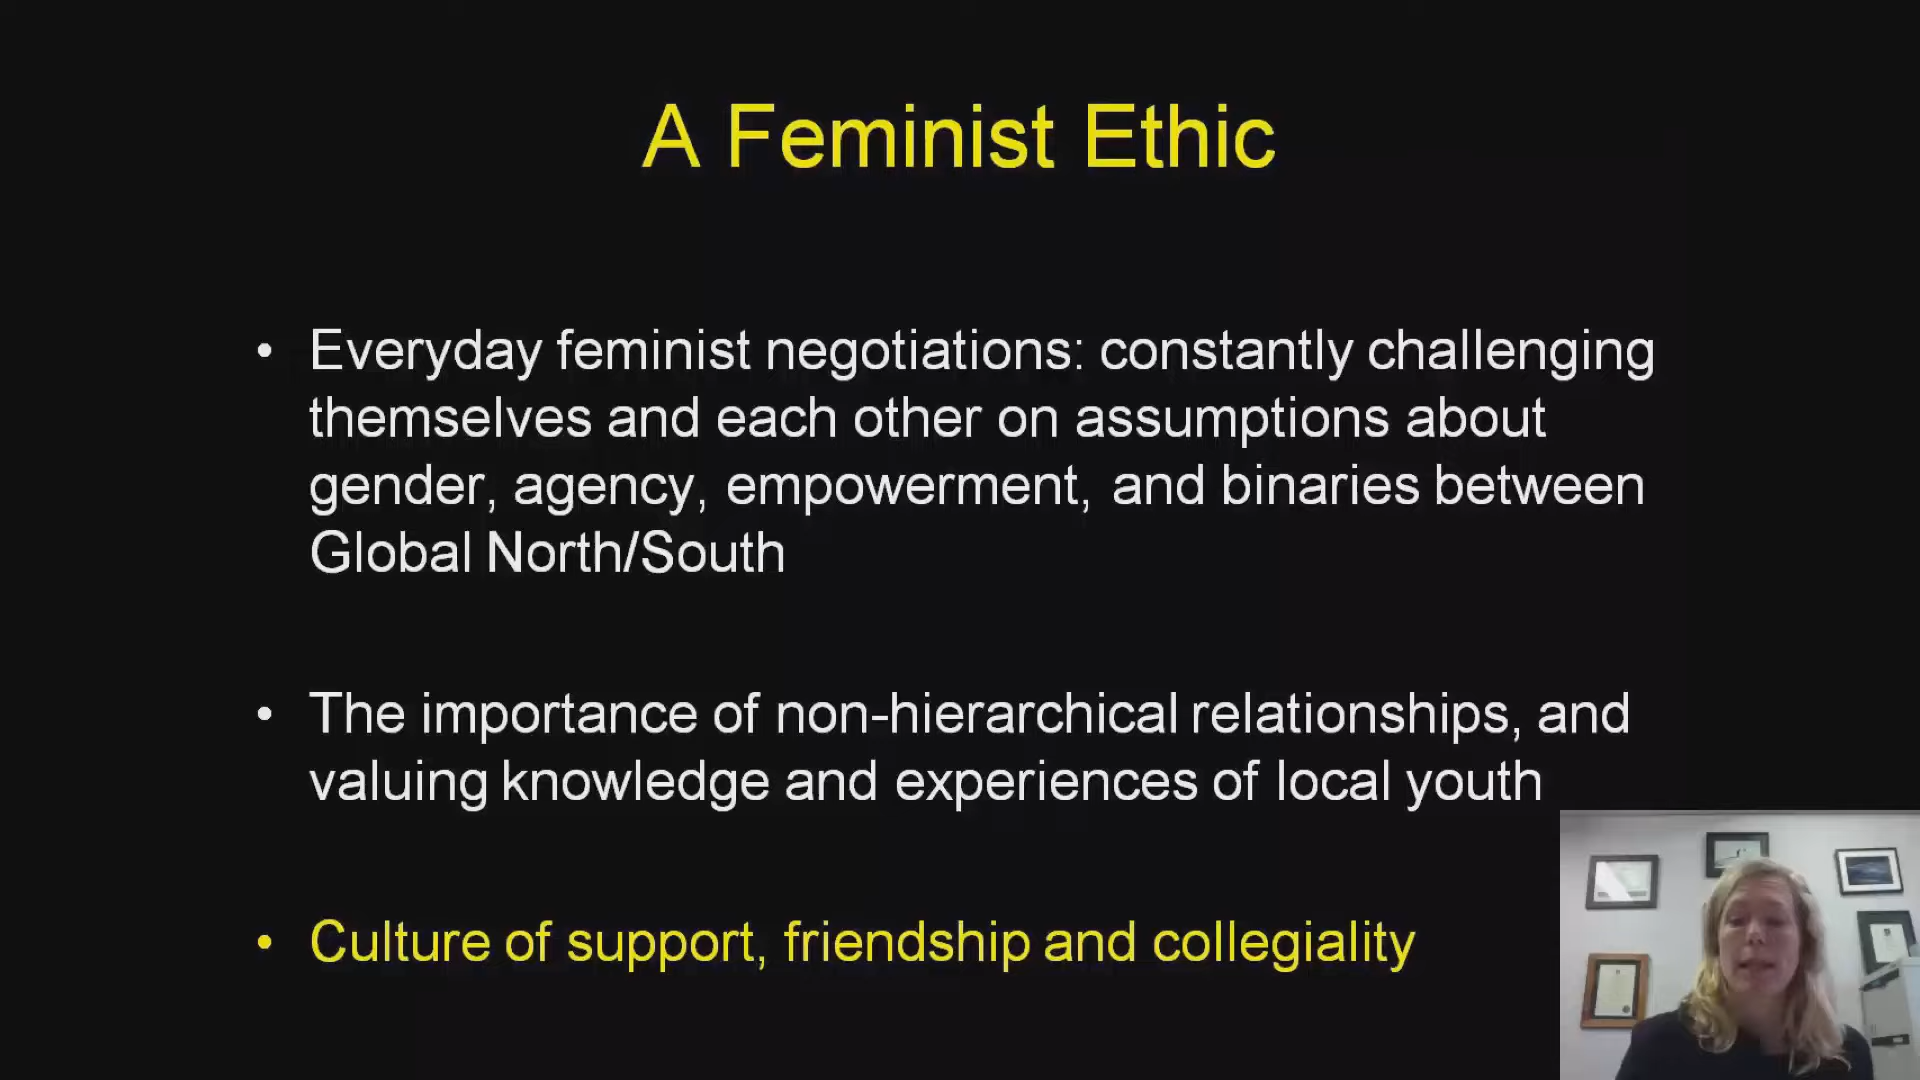 A Feminist Ethic
• Everyday feminist negotiations: constantly challenging
themselves and each other on assumptions about
gender, agency, empowerment, and binaries between
Global North/South
• The importance of non-hierarchical relationships, and
valuing knowledge and experiences of local youth
• Culture of support, friendship and collegiality